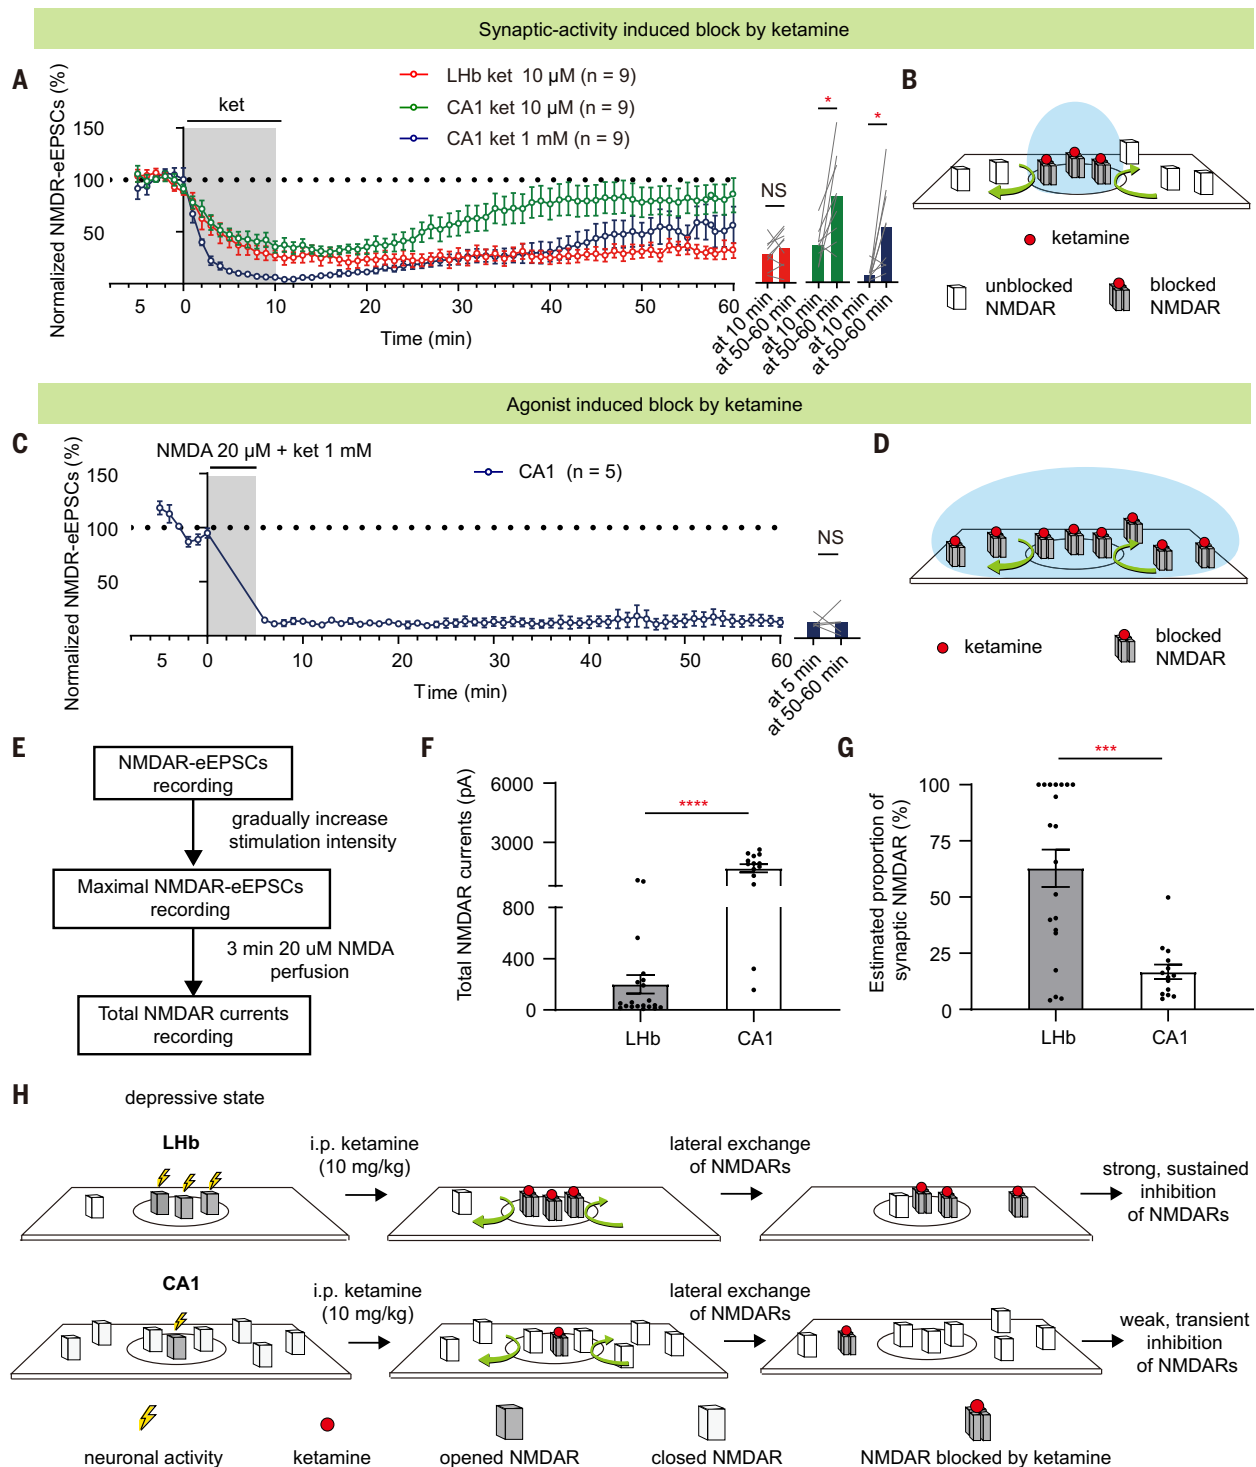 Synaptic-activity induced block by ketamine
A
Normalized NMDR-eEPSCs (%)
ket
LHb ket 10 µM (n = 9)
CA1 ket 10 µM (n = 9)
CA1 ket 1 mM (n = 9)
150
100
50
5
0
10
20
30
40
50
60
Time (min)
NS
*
*
at 10 min
at 50-60 min
at 10 min
at 50-60 min
at 10 min
at 50-60 min
B
ketamine
unblocked
NMDAR
blocked
NMDAR
Agonist induced block by ketamine
C
Normalized NMDR-eEPSCs (%)
NMDA 20 µM + ket 1 mM
CA1 (n = 5)
150
100
50
5
0
10
20
30
40
50
60
Time (min)
NS
at 5 min
at 50-60 min
D
ketamine
blocked
NMDAR
E
NMDAR-eEPSCs
recording
gradually increase
stimulation intensity
Maximal NMDAR-eEPSCs
recording
3 min 20 uM NMDA
perfusion
Total NMDAR currents
recording
F
Total NMDAR currents (pA)
6000
3000
800
400
0
****
LHb
CA1
G
Estimated proportion of
synaptic NMDAR (%)
100
75
50
25
0
***
LHb
CA1
H
depressive state
LHb
i.p. ketamine
(10 mg/kg)
lateral exchange
of NMDARs
strong, sustained
inhibition
of NMDARs
CA1
i.p. ketamine
(10 mg/kg)
lateral exchange
of NMDARs
weak, transient
inhibition
of NMDARs
neuronal activity
ketamine
opened NMDAR
closed NMDAR
NMDAR blocked by ketamine